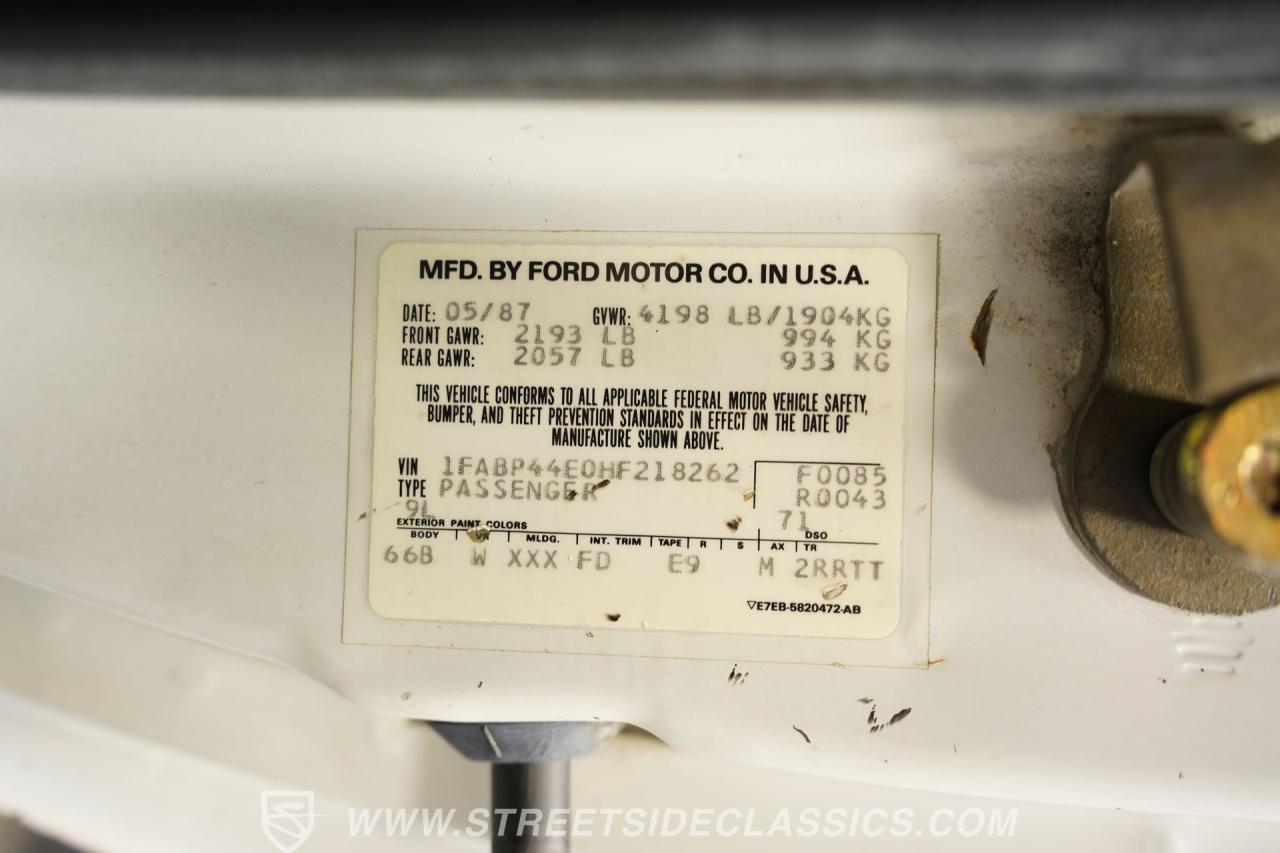 MFD. BY FORD MOTOR CO. IN U.S.A.
DATE: 05/87 GVWR: 4198 LB/1904KG
FRONT GAWR: 2193 LB 994 KG
REAR GAWR: 2057 LB 933 KG
THIS VEHICLE CONFORMS TO ALL APPLICABLE FEDERAL MOTOR VEHICLE SAFETY,
BUMPER, AND THEFT PREVENTION STANDARDS IN EFFECT ON THE DATE OF
MANUFACTURE SHOWN ABOVE.
VIN 1FABP44E0HF218262 F0085
TYPE PASSENGER R0043
9L 71
EXTERIOR PAINT COLORS DSO
BODY VR MLDG. INT. TRIM TAPE R S AX TR
66B W XXX FD E9 M 2RRTT
▽E7EB-5820472-AB
WWW.STREETSIDECLASSICS.COM